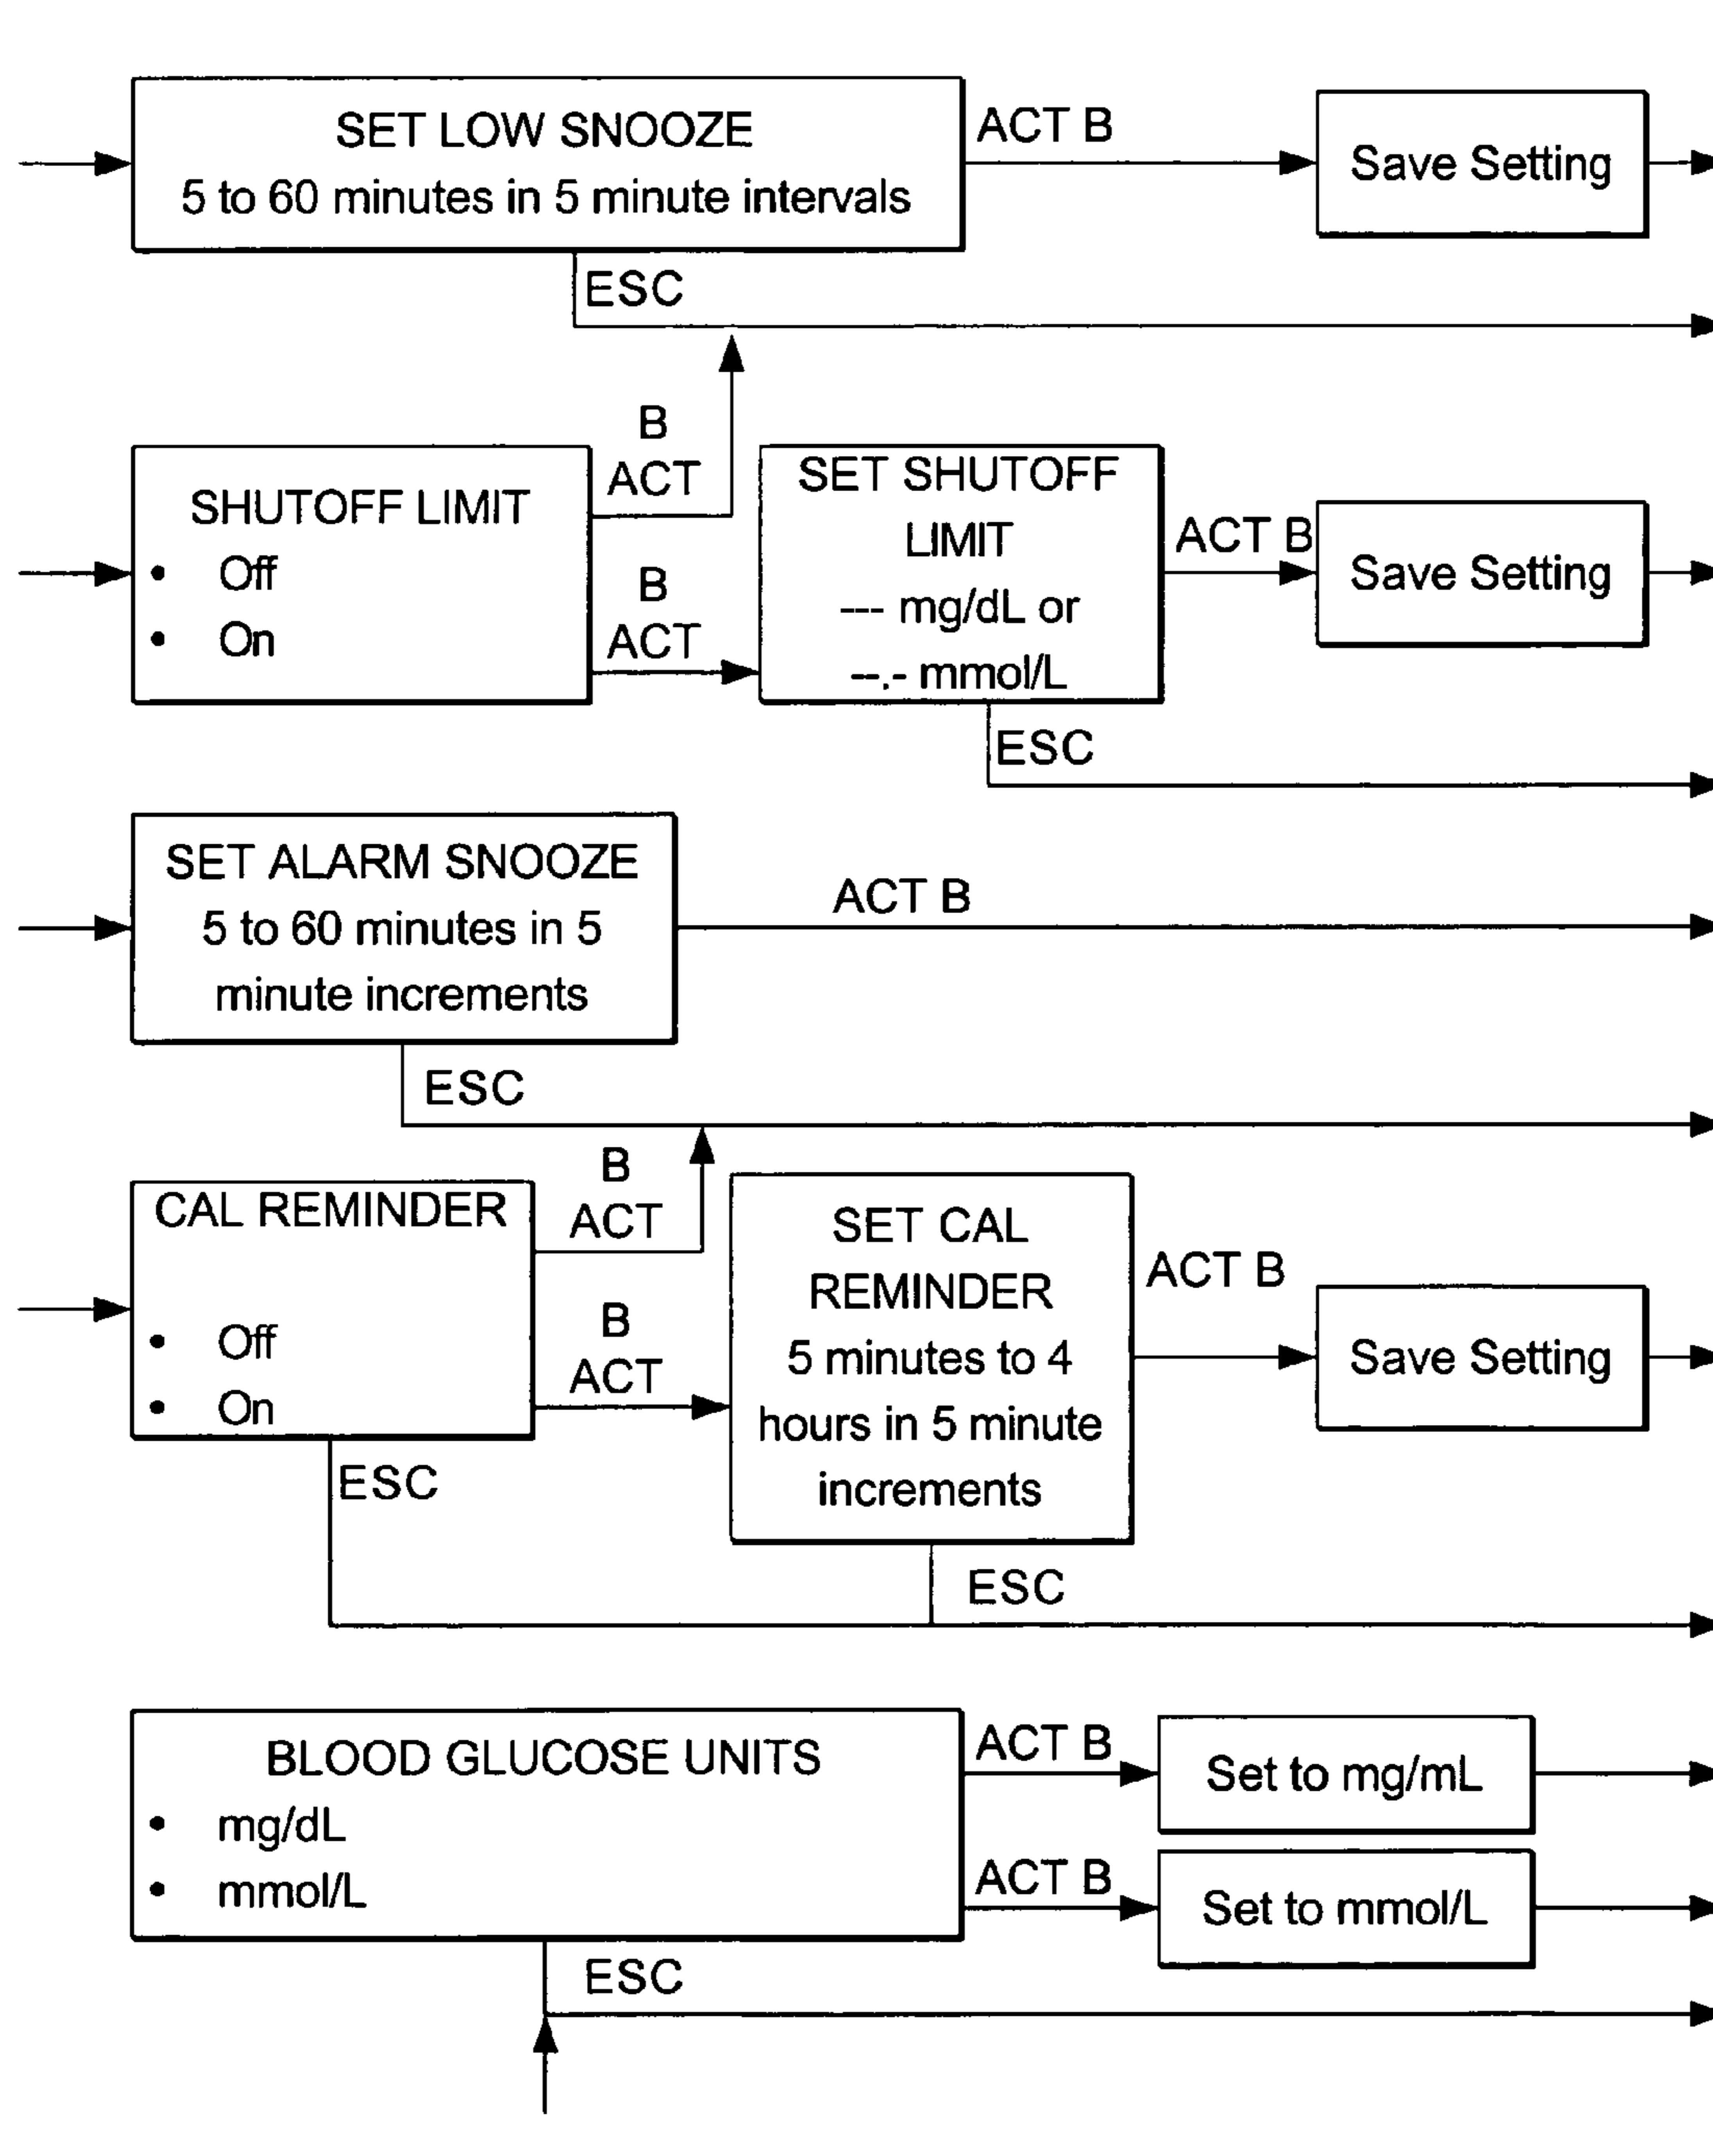 SET LOW SNOOZE
5 to 60 minutes in 5 minute intervals
ACT B
Save Setting
ESC
SHUTOFF LIMIT
• Off
• On
B
ACT
B
ACT
SET SHUTOFF
LIMIT
--- mg/dL or
--.- mmol/L
ACT B
Save Setting
ESC
SET ALARM SNOOZE
5 to 60 minutes in 5
minute increments
ACT B
ESC
CAL REMINDER
• Off
• On
B
ACT
B
ACT
SET CAL
REMINDER
5 minutes to 4
hours in 5 minute
increments
ACT B
Save Setting
ESC
ESC
BLOOD GLUCOSE UNITS
• mg/dL
• mmol/L
ACT B
Set to mg/mL
ACT B
Set to mmol/L
ESC